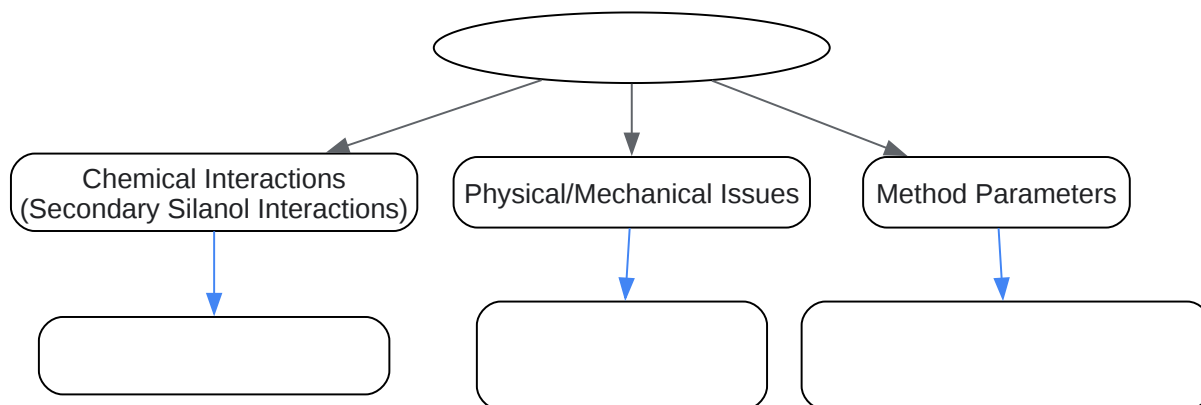 Chemical Interactions
(Secondary Silanol Interactions)
Physical/Mechanical Issues
Method Parameters